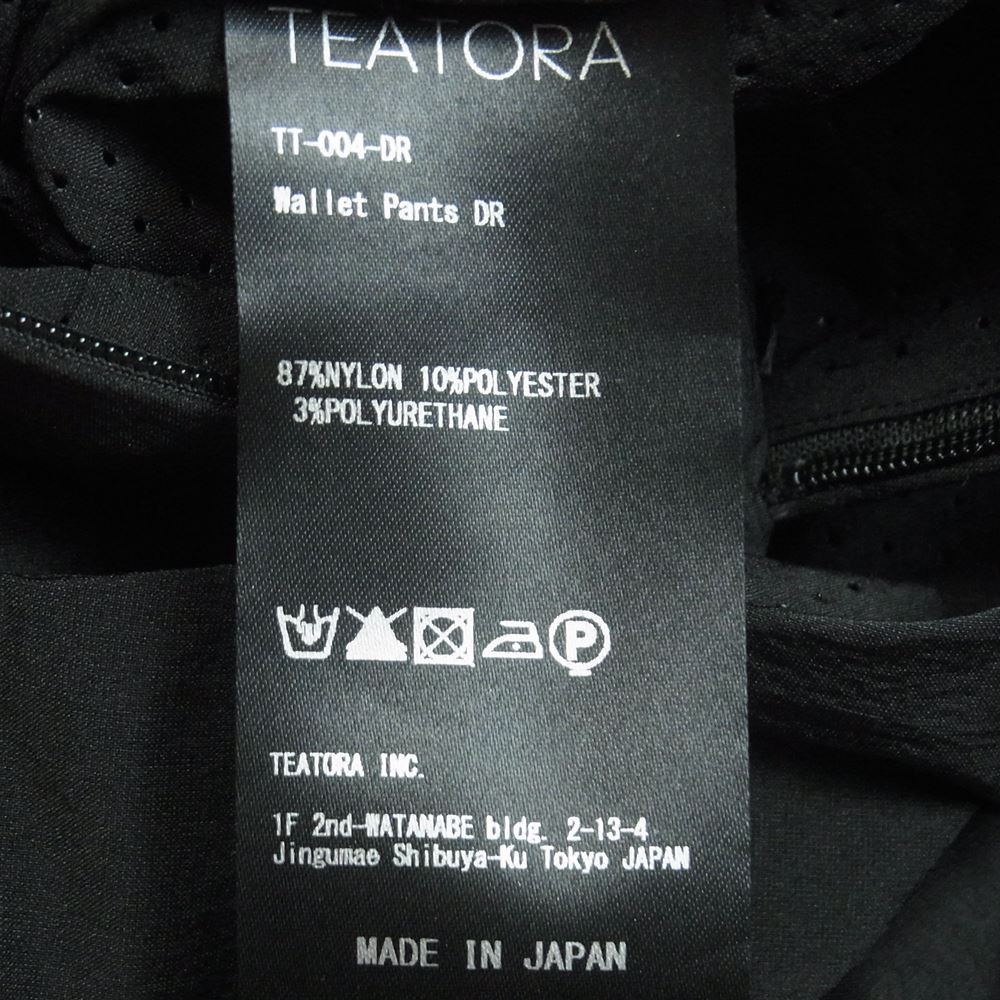 TEATORA
TT-004-DR
Wallet Pants DR
87%NYLON 10%POLYESTER
3%POLYURETHANE
P
TEATORA INC.
1F 2nd-WATANABE bldg. 2-13-4
Jingumae Shibuya-Ku Tokyo JAPAN
MADE IN JAPAN